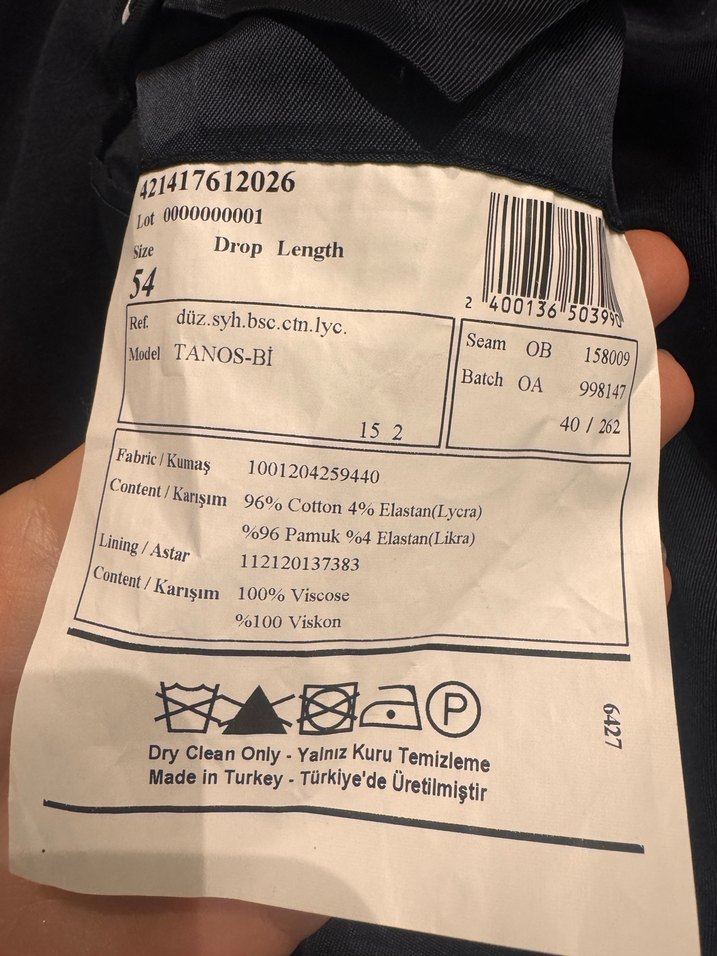 421417612026
Lot 0000000001
Size Drop Length
54
2 400136 503990
Ref. düz.syh.bsc.ctn.lyc.
Model TANOS-Bİ
15 2
Seam OB 158009
Batch OA 998147
40 / 262
Fabric / Kumaş 1001204259440
Content / Karışım 96% Cotton 4% Elastan(Lycra)
%96 Pamuk %4 Elastan(Likra)
Lining / Astar 112120137383
Content / Karışım 100% Viscose
%100 Viskon
P
6427
Dry Clean Only - Yalnız Kuru Temizleme
Made in Turkey - Türkiye'de Üretilmiştir